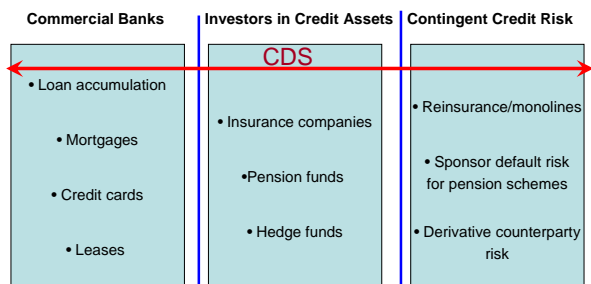 Commercial Banks
Investors in Credit Assets
Contingent Credit Risk
CDS
• Loan accumulation
• Mortgages
• Credit cards
• Leases
• Insurance companies
•Pension funds
• Hedge funds
• Reinsurance/monolines
• Sponsor default risk
for pension schemes
• Derivative counterparty
risk